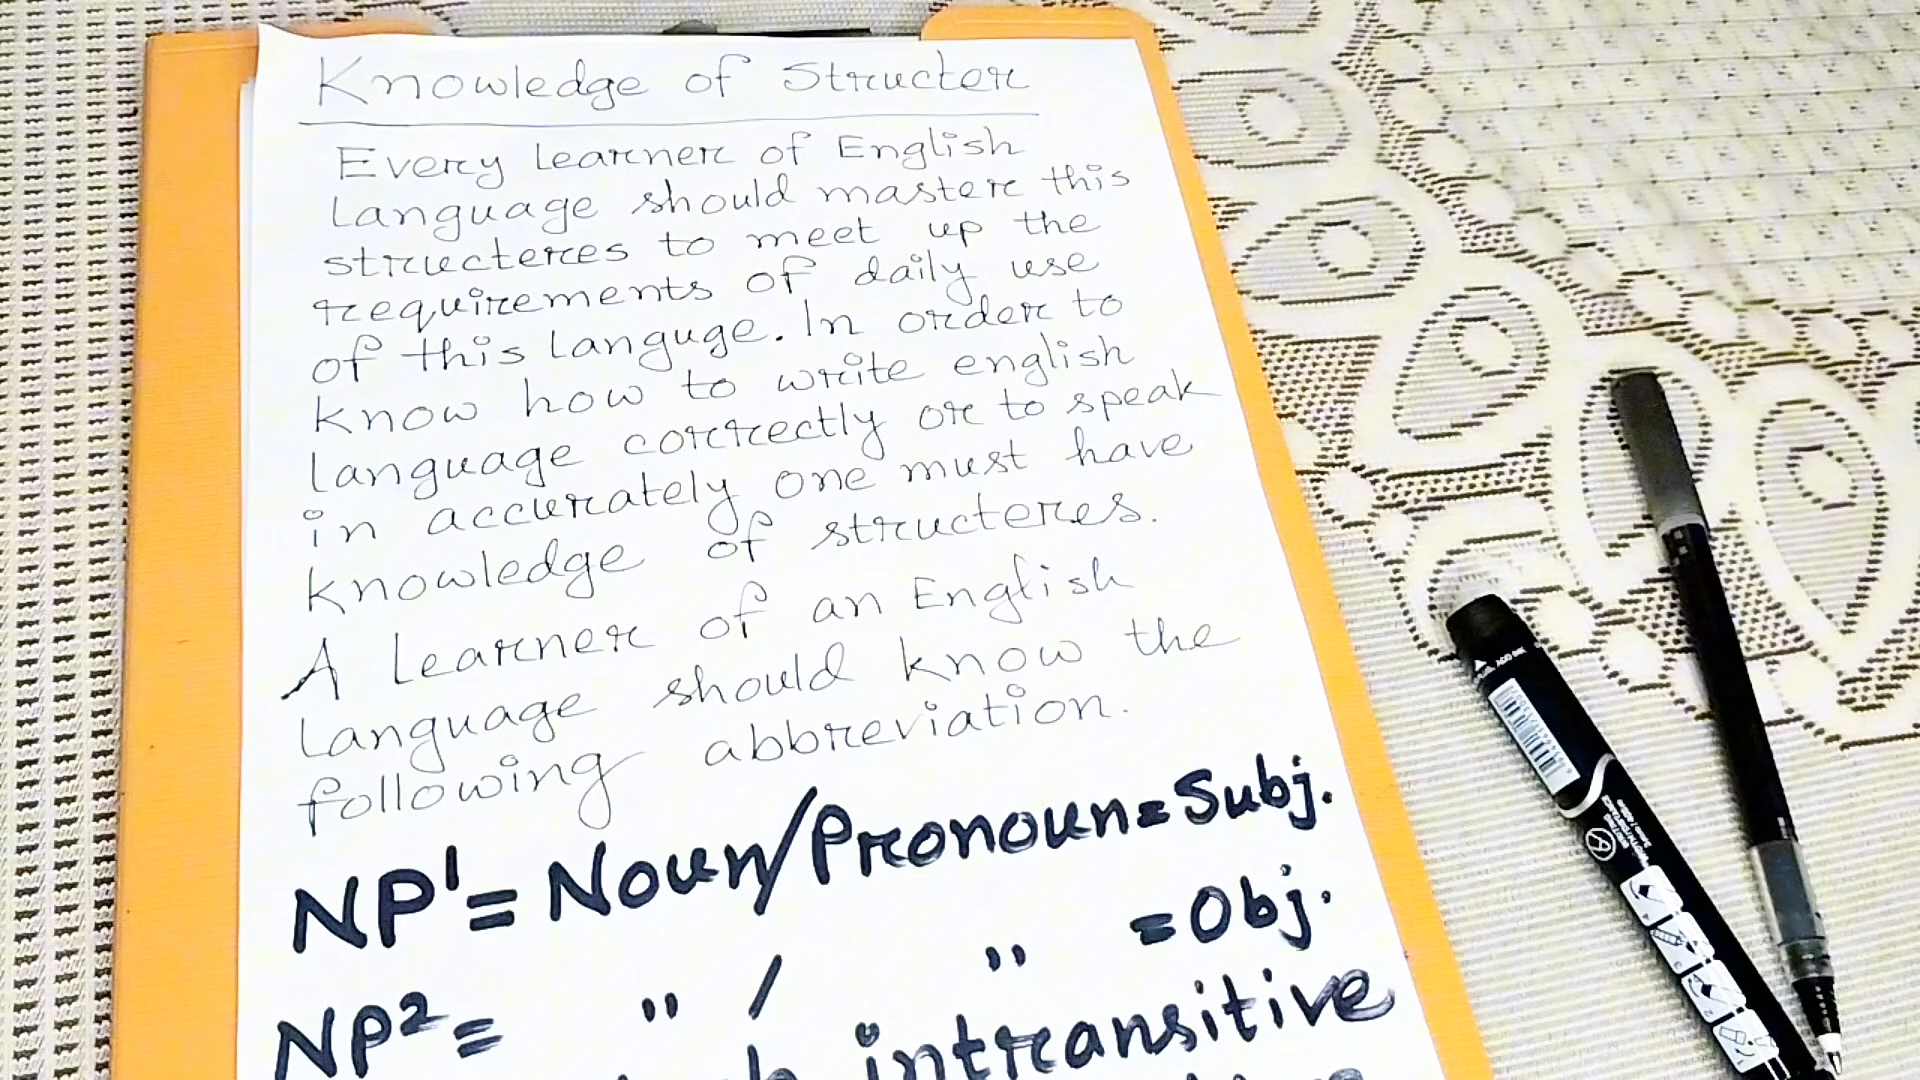 Knowledge of Structer
Every Learner of English
Language should master this
structeres to meet up the
requirements of daily use
of this Languge. In order to
know how to write english
language correctly or to speak
in accurately one must have
knowledge of structeres.
A Learner of an English
Language should know the
following abbreviation.
NP¹ = Noun/Pronoun = Subj.
NP² = " / " = Obj.
intransitive